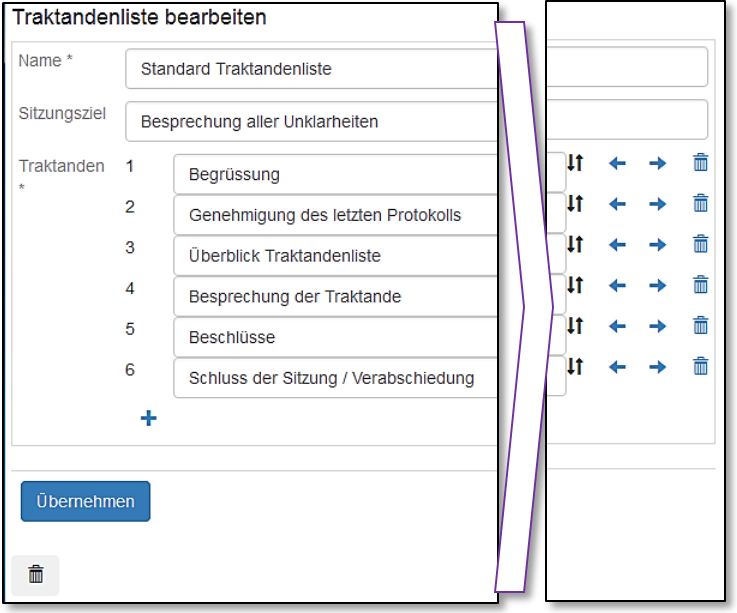 Traktandenliste bearbeiten
Name *
Standard Traktandenliste
Sitzungsziel
Besprechung aller Unklarheiten
Traktanden
*
1
Begrüssung
2
Genehmigung des letzten Protokolls
3
Überblick Traktandenliste
4
Besprechung der Traktande
5
Beschlüsse
6
Schluss der Sitzung / Verabschiedung
Übernehmen